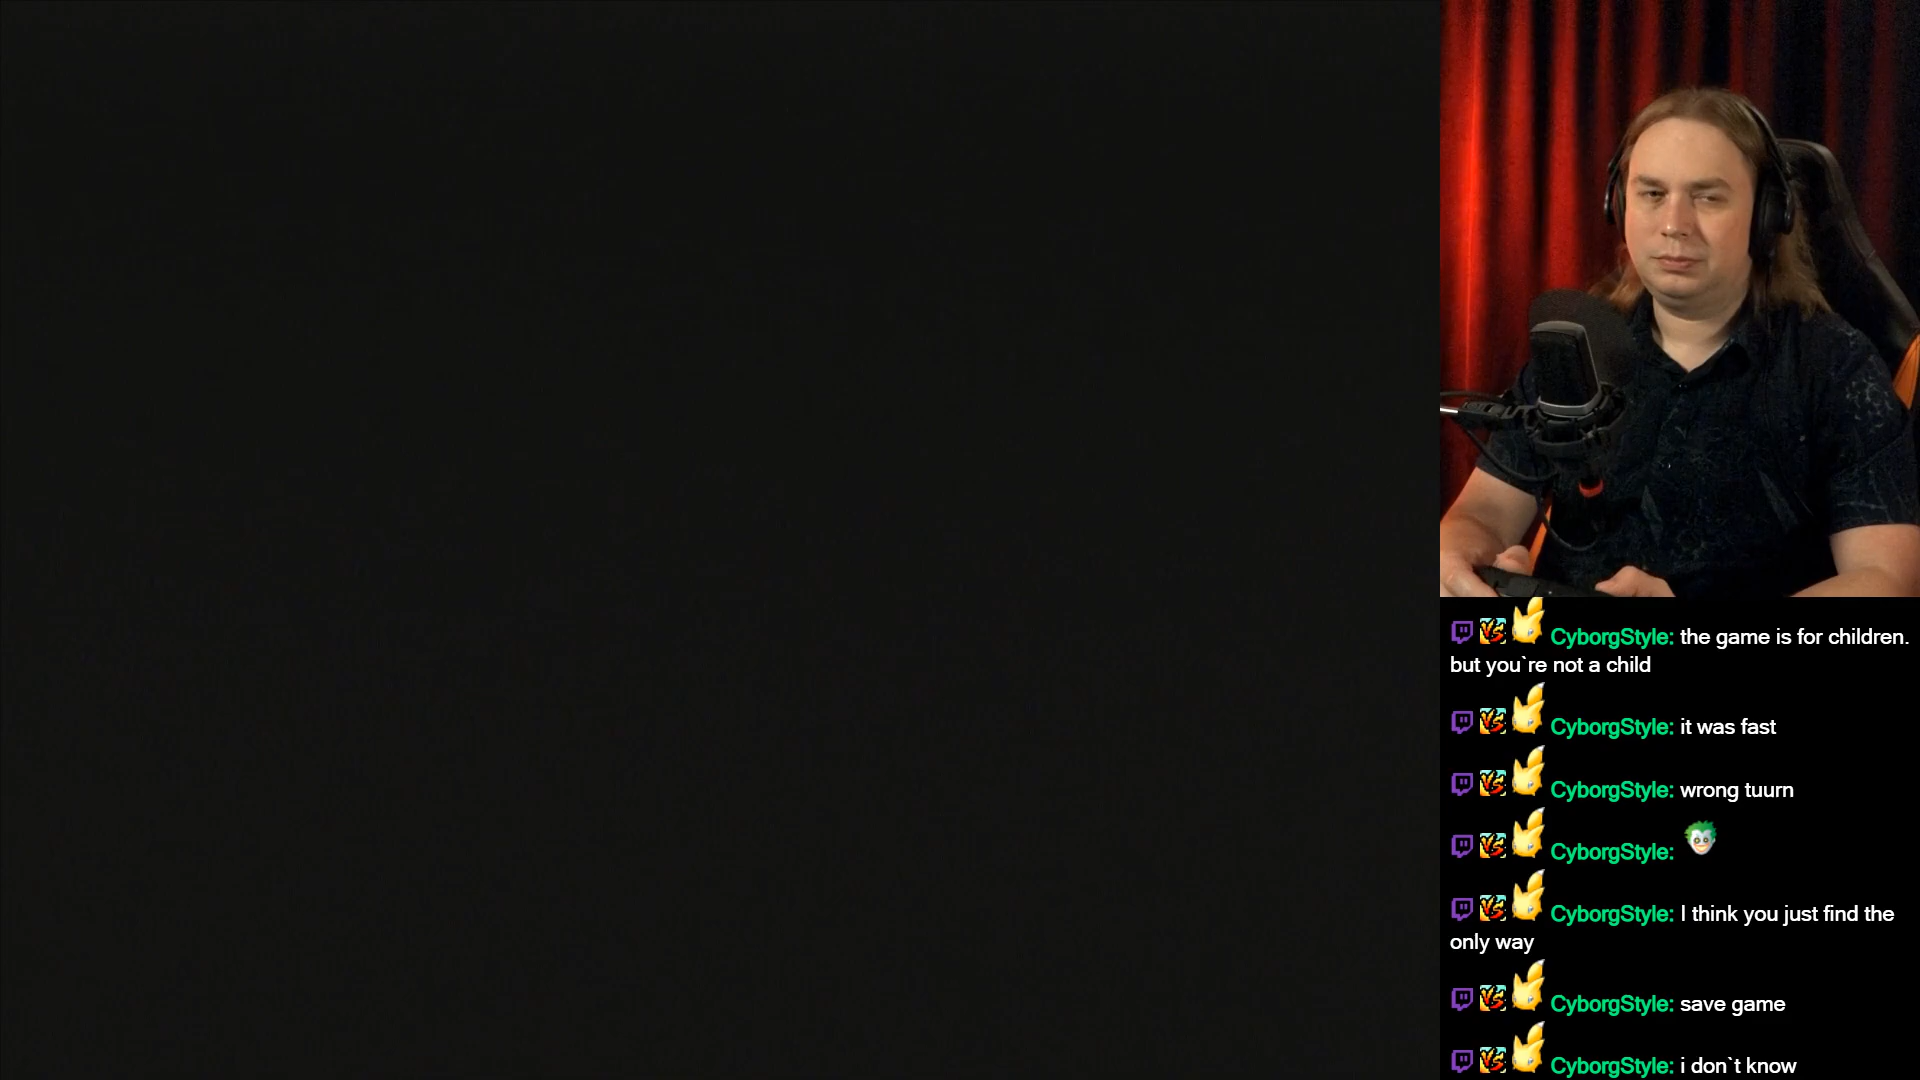 CyborgStyle: the game is for children.
but you`re not a child
CyborgStyle: it was fast
CyborgStyle: wrong tuurn
CyborgStyle:
CyborgStyle: I think you just find the
only way
CyborgStyle: save game
CyborgStyle: i don`t know